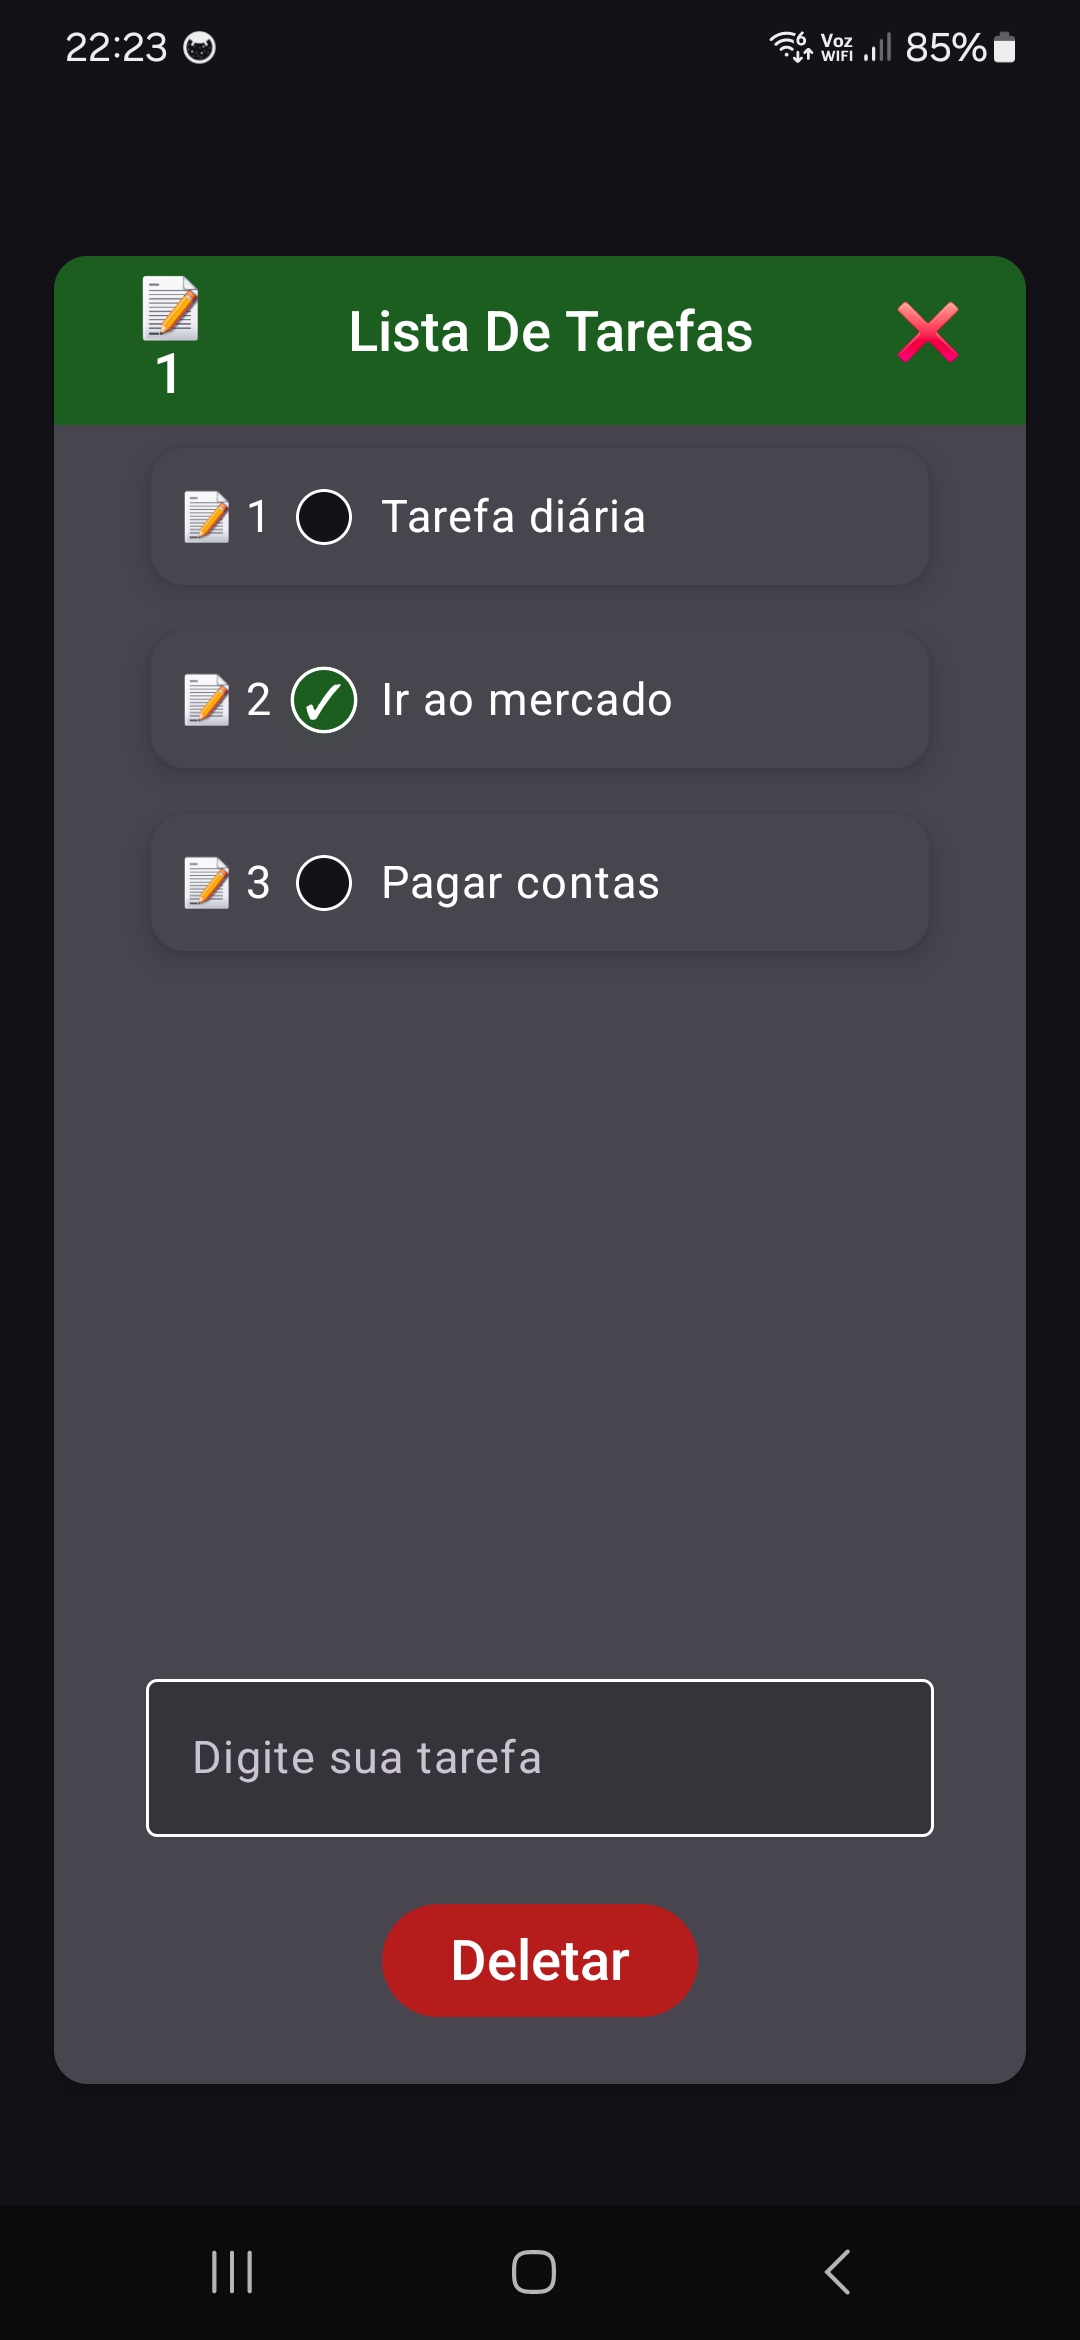 22:23
6 Voz WIFI 85%
1
Lista De Tarefas
1 Tarefa diária
2 Ir ao mercado
3 Pagar contas
Digite sua tarefa
Deletar